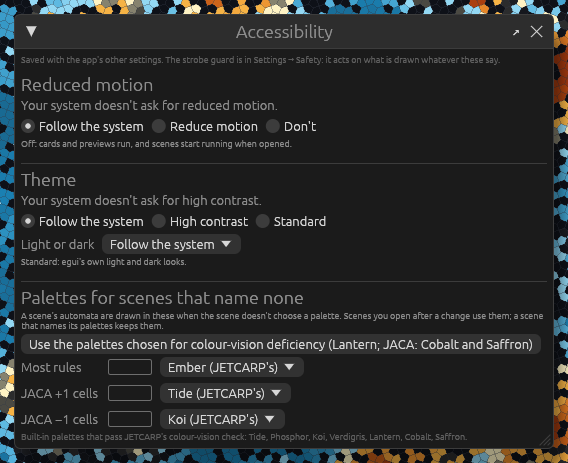 Accessibility
Saved with the app's other settings. The strobe guard is in Settings → Safety: it acts on what is drawn whatever these say.
Reduced motion
Your system doesn't ask for reduced motion.
Follow the system Reduce motion Don't
Off: cards and previews run, and scenes start running when opened.
Theme
Your system doesn't ask for high contrast.
Follow the system High contrast Standard
Light or dark Follow the system
Standard: egui's own light and dark looks.
Palettes for scenes that name none
A scene's automata are drawn in these when the scene doesn't choose a palette. Scenes you open after a change use them; a scene
that names its palettes keeps them.
Use the palettes chosen for colour-vision deficiency (Lantern; JACA: Cobalt and Saffron)
Most rules Ember (JETCARP's)
JACA +1 cells Tide (JETCARP's)
JACA −1 cells Koi (JETCARP's)
Built-in palettes that pass JETCARP's colour-vision check: Tide, Phosphor, Koi, Verdigris, Lantern, Cobalt, Saffron.